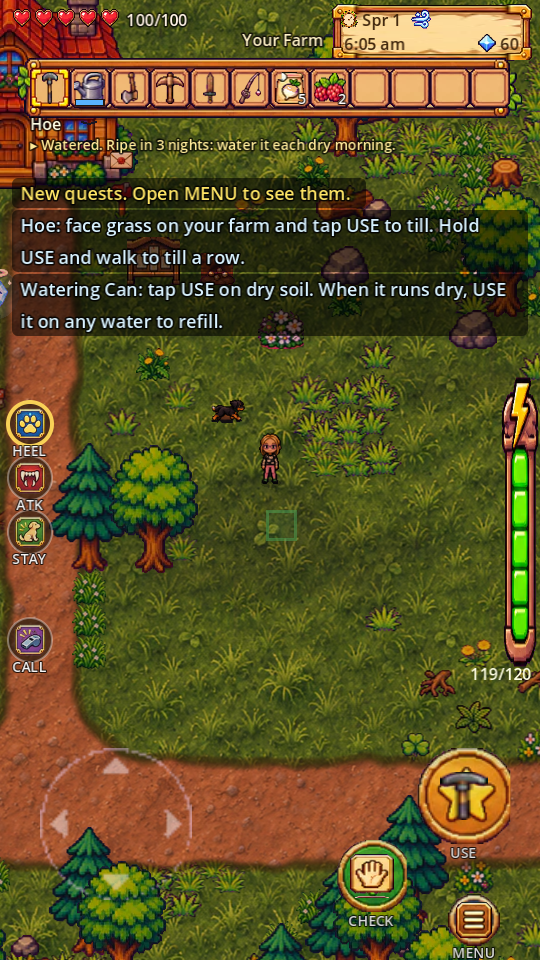 100/100
Your Farm
Spr 1
6:05 am
60
5
2
Hoe
▸ Watered. Ripe in 3 nights: water it each dry morning.
New quests. Open MENU to see them.
Hoe: face grass on your farm and tap USE to till. Hold
USE and walk to till a row.
Watering Can: tap USE on dry soil. When it runs dry, USE
it on any water to refill.
HEEL
ATK
STAY
CALL
119/120
USE
CHECK
MENU